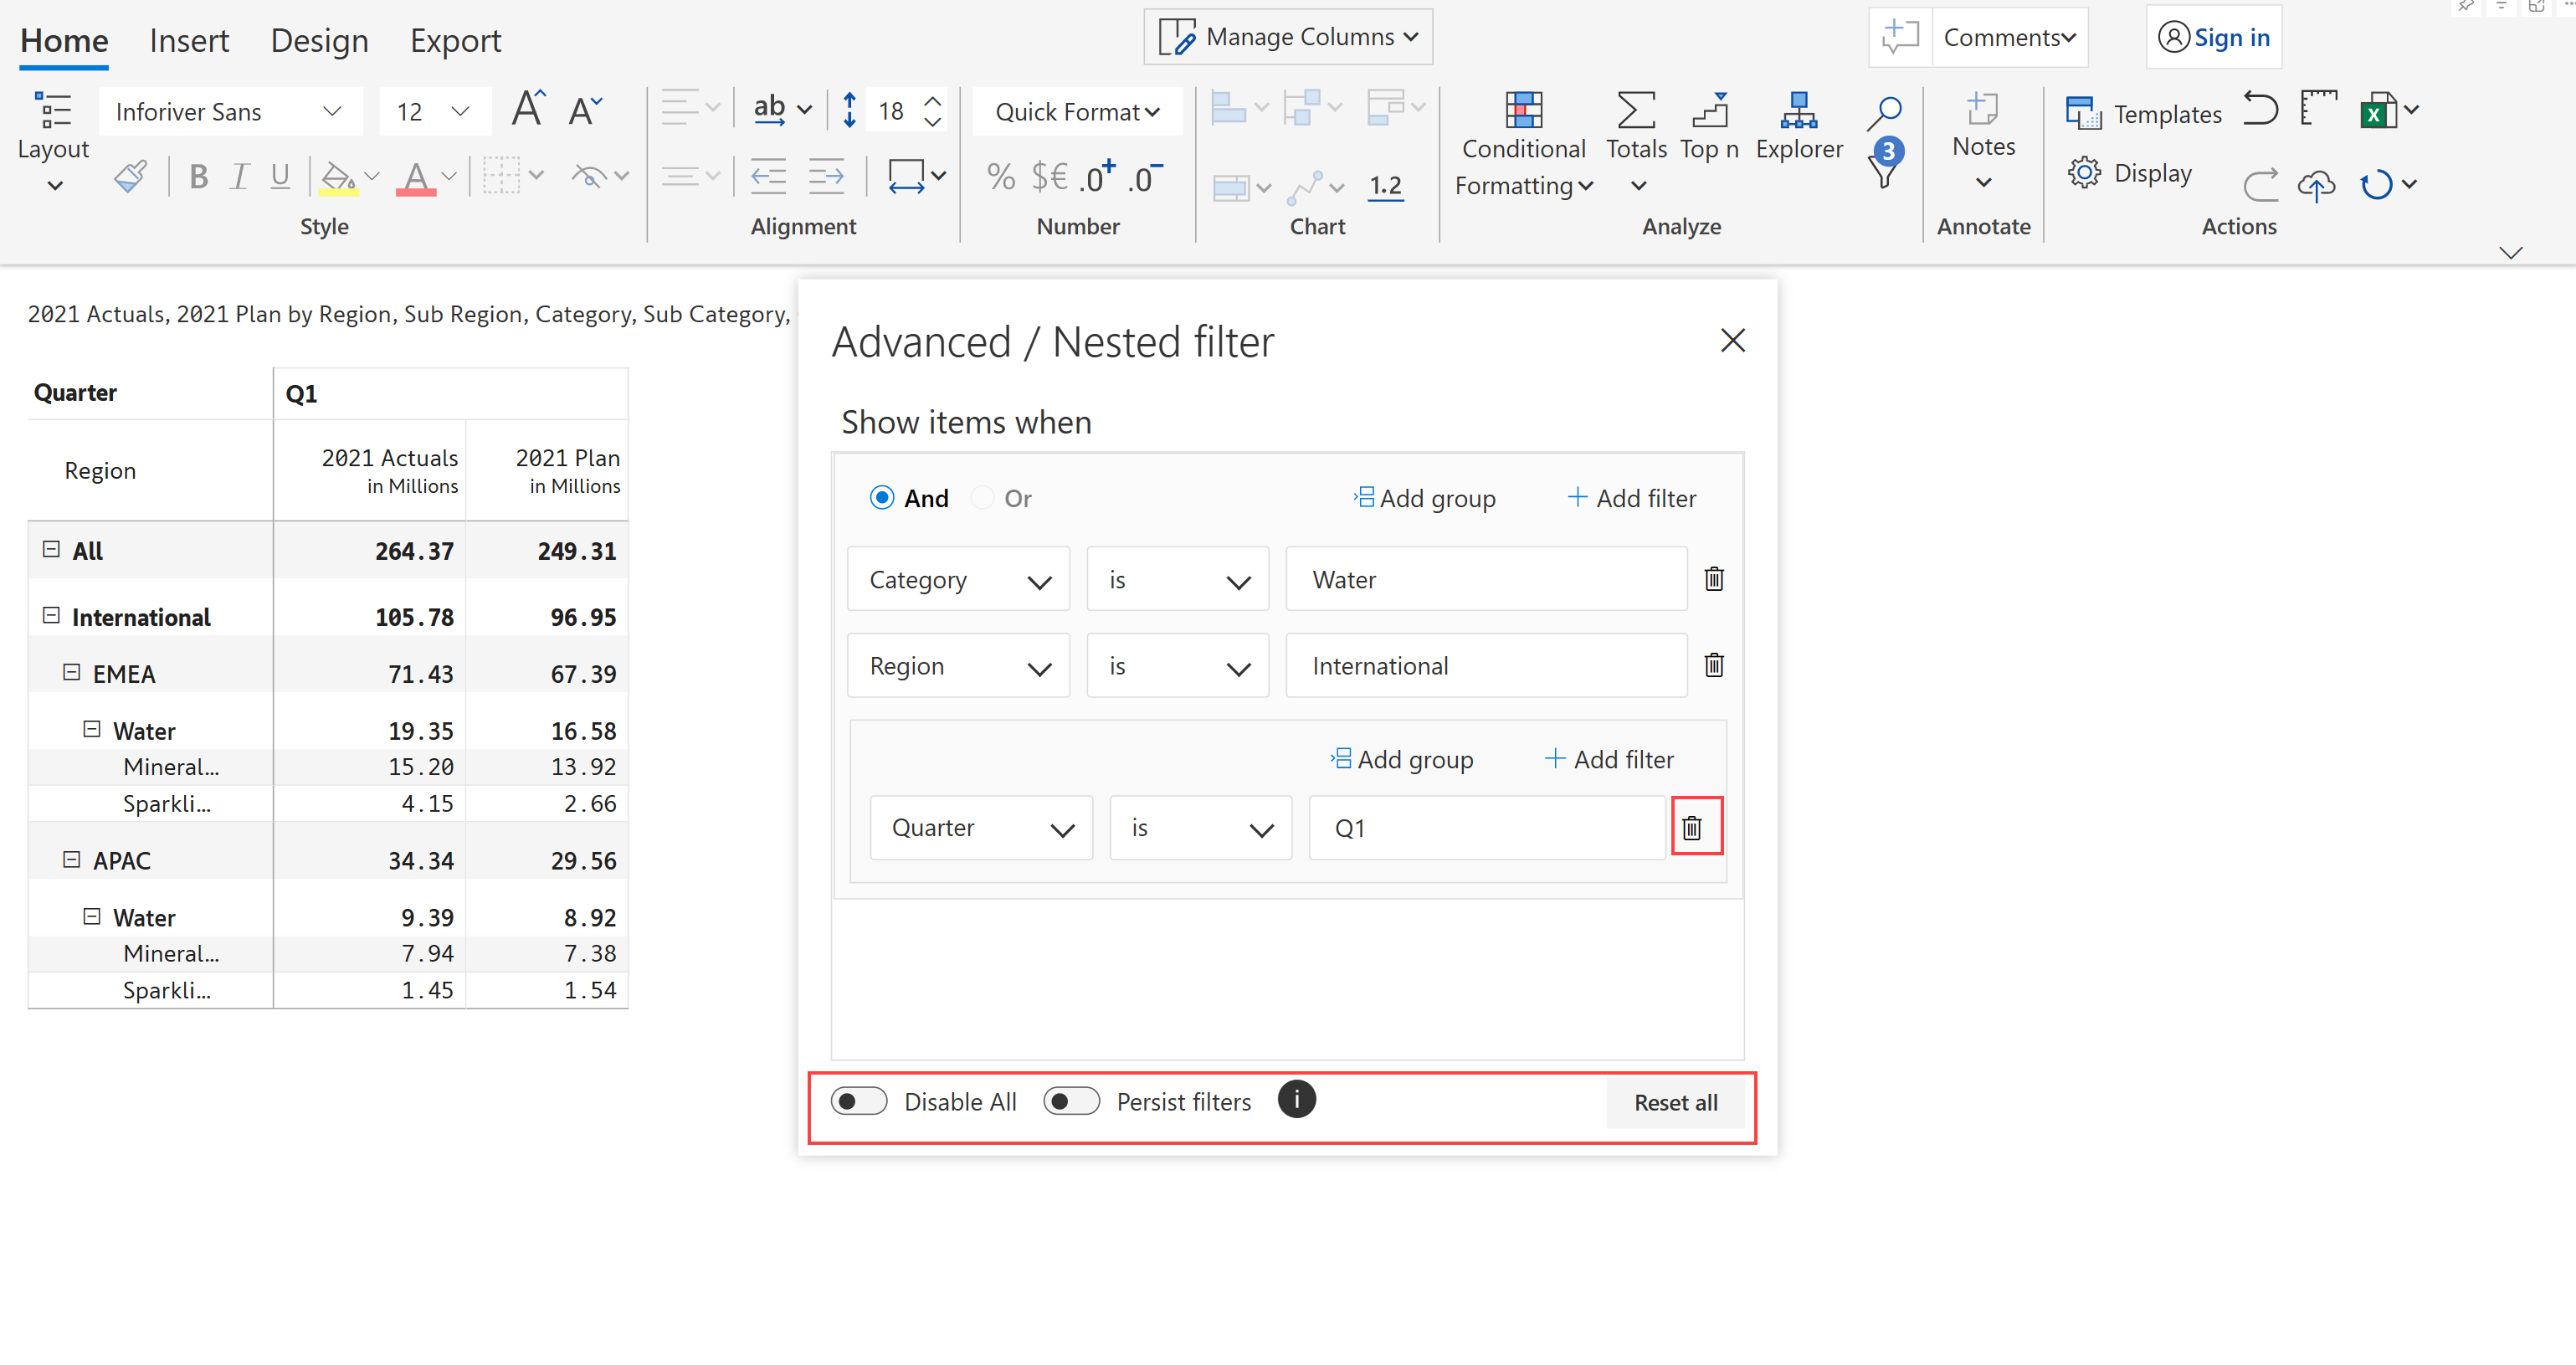 Home Insert Design Export Manage Columns Comments Sign in
Inforiver Sans 12 ab 18 Quick Format
Layout
Conditional Formatting Totals Top n Explorer 3 Notes Templates
B I U A % $€ .0+ .0− 1.2 Display
Style Alignment Number Chart Analyze Annotate Actions
2021 Actuals, 2021 Plan by Region, Sub Region, Category, Sub Category,
Quarter Q1
Region 2021 Actuals in Millions 2021 Plan in Millions
All 264.37 249.31
International 105.78 96.95
EMEA 71.43 67.39
Water 19.35 16.58
Mineral... 15.20 13.92
Sparkli... 4.15 2.66
APAC 34.34 29.56
Water 9.39 8.92
Mineral... 7.94 7.38
Sparkli... 1.45 1.54
Advanced / Nested filter
Show items when
And Or Add group Add filter
Category is Water
Region is International
Add group Add filter
Quarter is Q1
Disable All Persist filters i Reset all